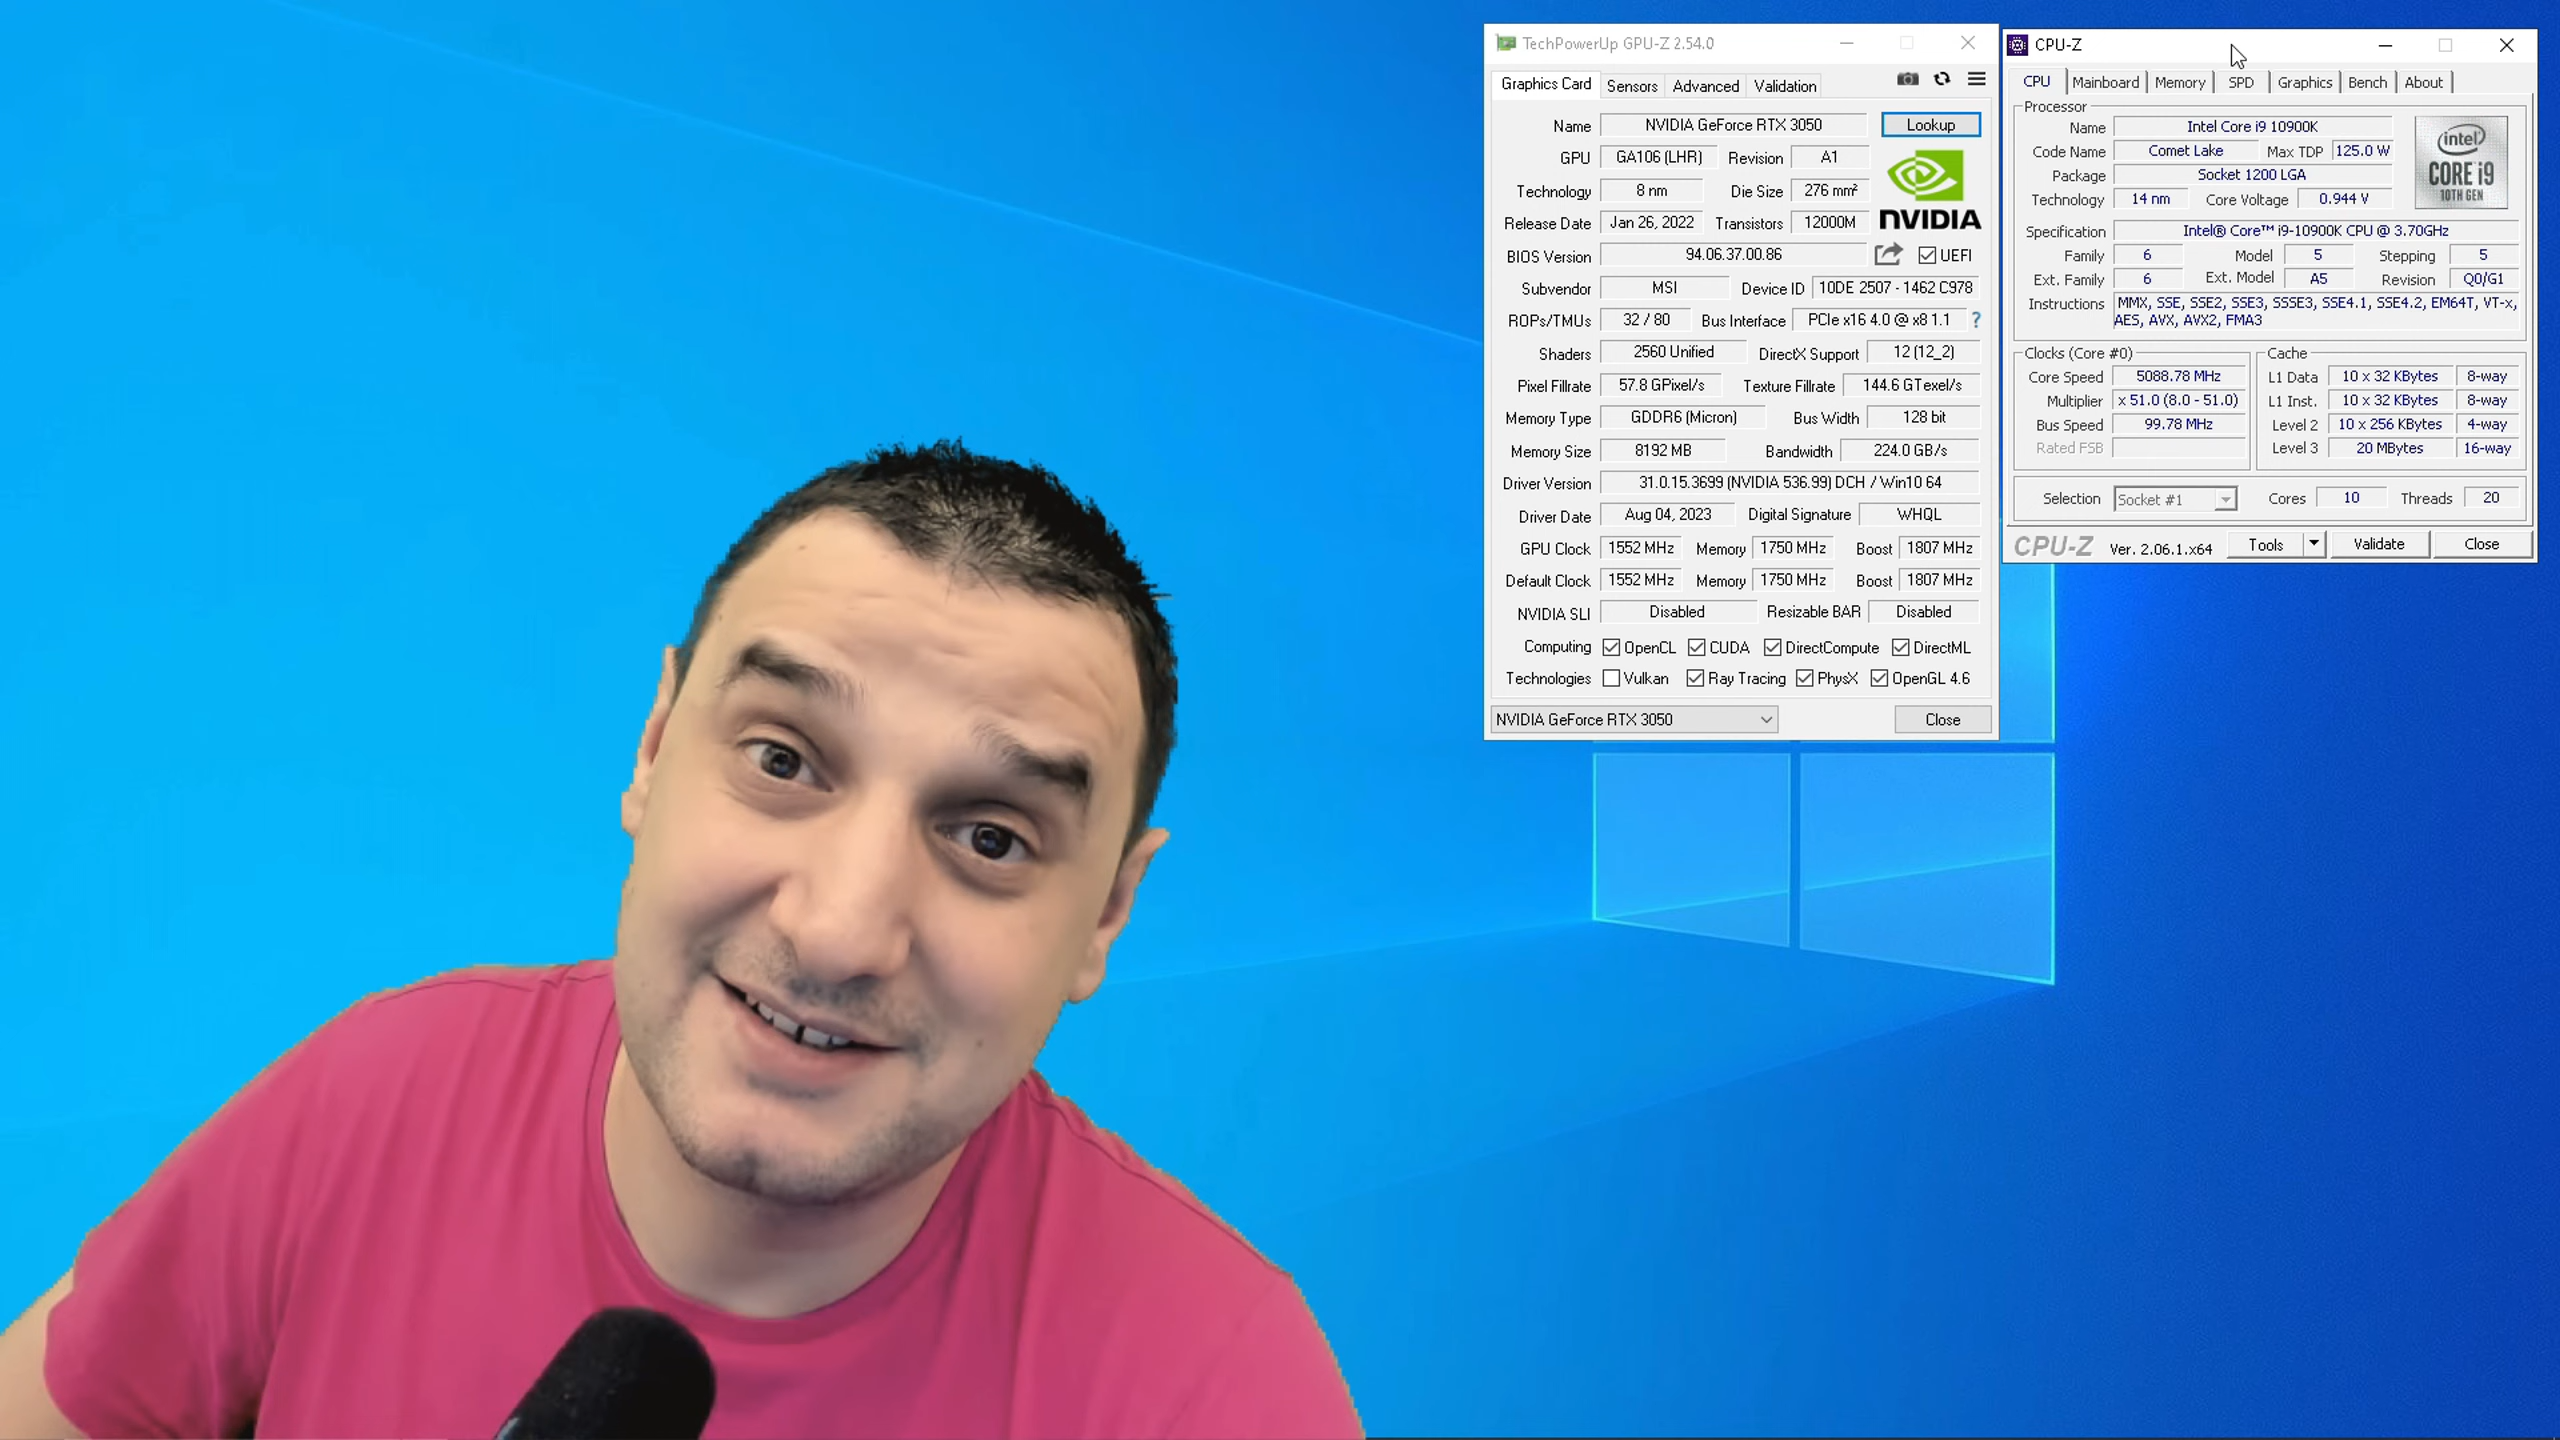 TechPowerUp GPU-Z 2.54.0
Graphics Card Sensors Advanced Validation
Name NVIDIA GeForce RTX 3050 Lookup
GPU GA106 (LHR) Revision A1
Technology 8 nm Die Size 276 mm²
Release Date Jan 26, 2022 Transistors 12000M
NVIDIA
BIOS Version 94.06.37.00.86 UEFI
Subvendor MSI Device ID 10DE 2507 - 1462 C978
ROPs/TMUs 32 / 80 Bus Interface PCIe x16 4.0 @ x8 1.1 ?
Shaders 2560 Unified DirectX Support 12 (12_2)
Pixel Fillrate 57.8 GPixel/s Texture Fillrate 144.6 GTexel/s
Memory Type GDDR6 (Micron) Bus Width 128 bit
Memory Size 8192 MB Bandwidth 224.0 GB/s
Driver Version 31.0.15.3699 (NVIDIA 536.99) DCH / Win10 64
Driver Date Aug 04, 2023 Digital Signature WHQL
GPU Clock 1552 MHz Memory 1750 MHz Boost 1807 MHz
Default Clock 1552 MHz Memory 1750 MHz Boost 1807 MHz
NVIDIA SLI Disabled Resizable BAR Disabled
Computing OpenCL CUDA DirectCompute DirectML
Technologies Vulkan Ray Tracing PhysX OpenGL 4.6
NVIDIA GeForce RTX 3050 Close
CPU-Z
CPU Mainboard Memory SPD Graphics Bench About
Processor
Name Intel Core i9 10900K
Code Name Comet Lake Max TDP 125.0 W
Package Socket 1200 LGA
Technology 14 nm Core Voltage 0.944 V
intel
CORE i9
10TH GEN
Specification Intel® Core™ i9-10900K CPU @ 3.70GHz
Family 6 Model 5 Stepping 5
Ext. Family 6 Ext. Model A5 Revision Q0/G1
Instructions MMX, SSE, SSE2, SSE3, SSSE3, SSE4.1, SSE4.2, EM64T, VT-x,
AES, AVX, AVX2, FMA3
Clocks (Core #0)
Core Speed 5088.78 MHz
Multiplier x 51.0 (8.0 - 51.0)
Bus Speed 99.78 MHz
Rated FSB
Cache
L1 Data 10 x 32 KBytes 8-way
L1 Inst. 10 x 32 KBytes 8-way
Level 2 10 x 256 KBytes 4-way
Level 3 20 MBytes 16-way
Selection Socket #1 Cores 10 Threads 20
CPU-Z Ver. 2.06.1.x64 Tools Validate Close